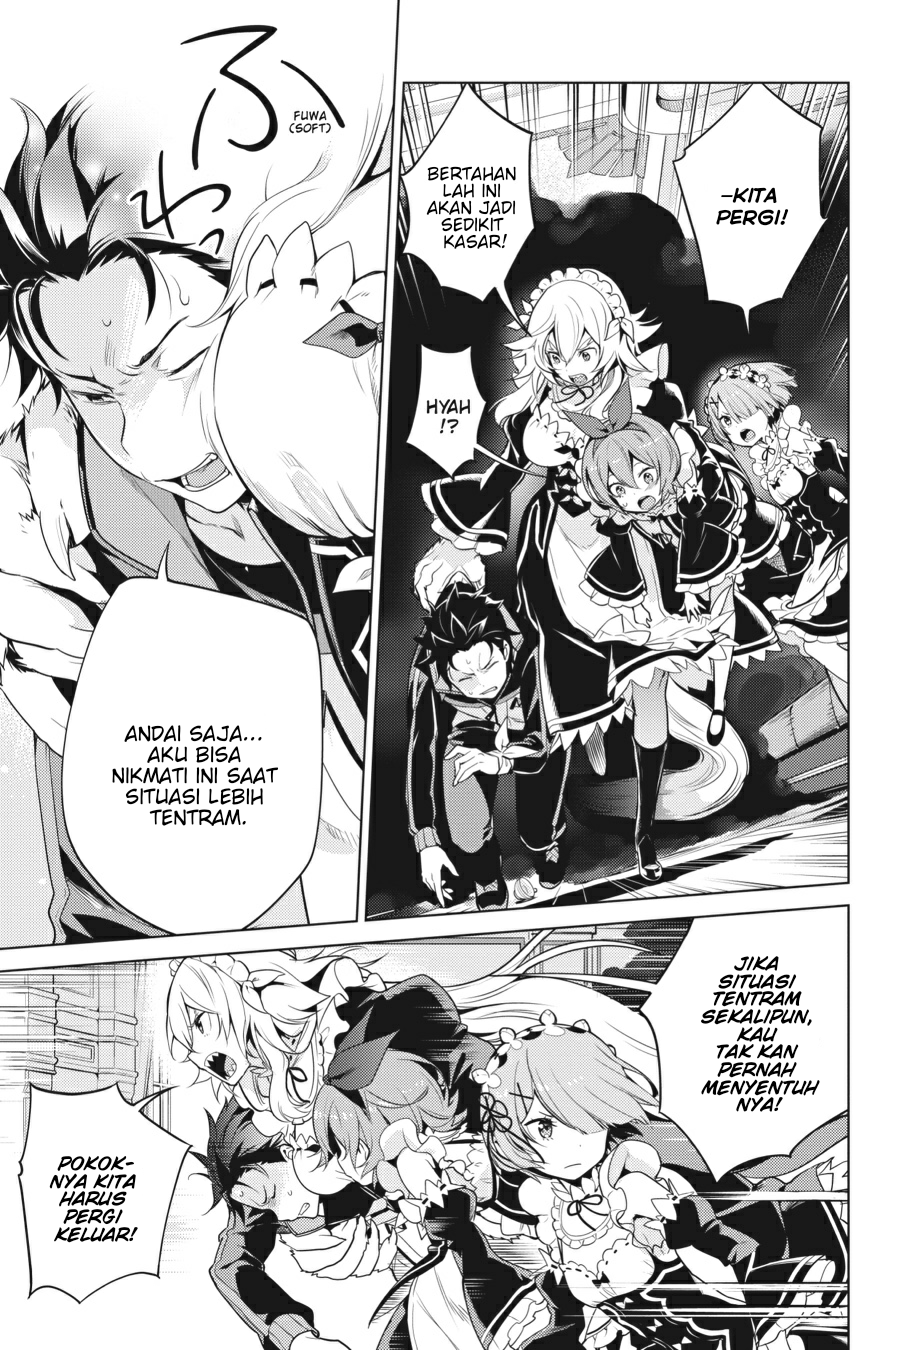 –KITA
PERGI!
BERTAHAN
LAH INI
AKAN JADI
SEDIKIT
KASAR!
HYAH
!?
ふわ
FUWA
(SOFT)
ANDAI SAJA...
AKU BISA
NIKMATI INI SAAT
SITUASI LEBIH
TENTRAM.
JIKA
SITUASI
TENTRAM
SEKALIPUN,
KAU
TAK KAN
PERNAH
MENYENTUH
NYA!
POKOK-
NYA KITA
HARUS
PERGI
KELUAR!